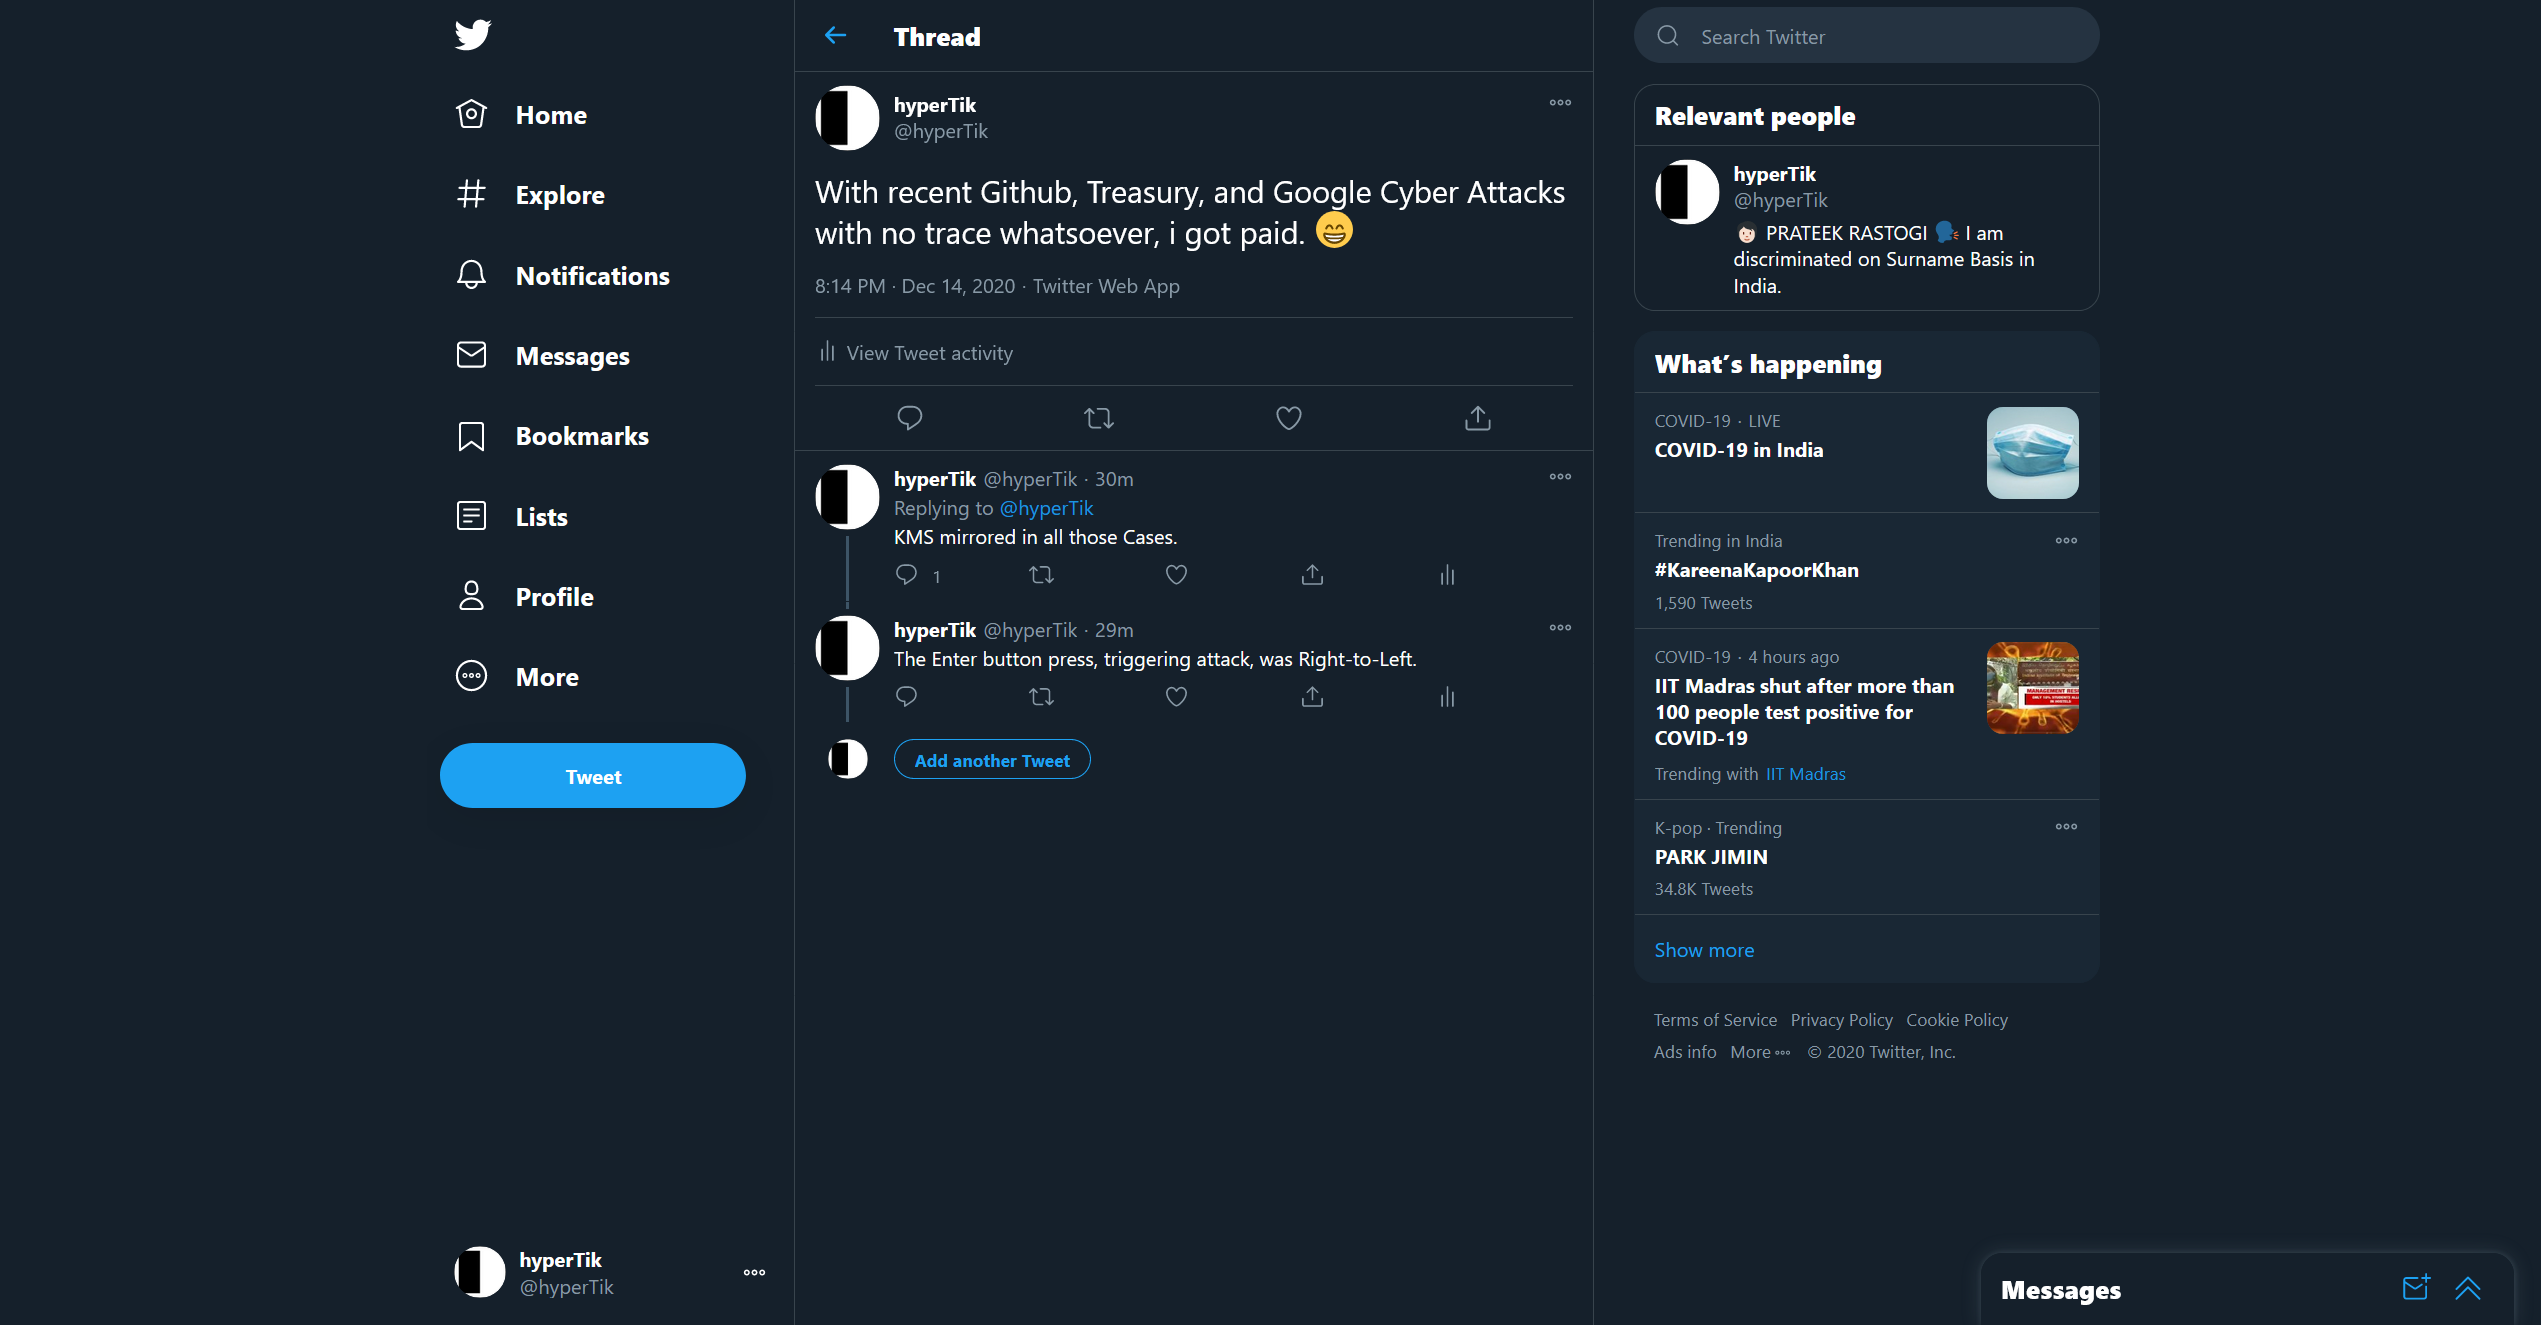 Home
Explore
Notifications
Messages
Bookmarks
Lists
Profile
More
Tweet
hyperTik
@hyperTik
Thread
hyperTik
@hyperTik
With recent Github, Treasury, and Google Cyber Attacks
with no trace whatsoever, i got paid. 😁
8:14 PM · Dec 14, 2020 · Twitter Web App
View Tweet activity
hyperTik @hyperTik · 30m
Replying to @hyperTik
KMS mirrored in all those Cases.
1
hyperTik @hyperTik · 29m
The Enter button press, triggering attack, was Right-to-Left.
Add another Tweet
Search Twitter
Relevant people
hyperTik
@hyperTik
PRATEEK RASTOGI 🗣 I am
discriminated on Surname Basis in
India.
What's happening
COVID-19 · LIVE
COVID-19 in India
Trending in India
#KareenaKapoorKhan
1,590 Tweets
COVID-19 · 4 hours ago
IIT Madras shut after more than
100 people test positive for
COVID-19
Trending with IIT Madras
K-pop · Trending
PARK JIMIN
34.8K Tweets
Show more
Terms of Service Privacy Policy Cookie Policy
Ads info More © 2020 Twitter, Inc.
Messages